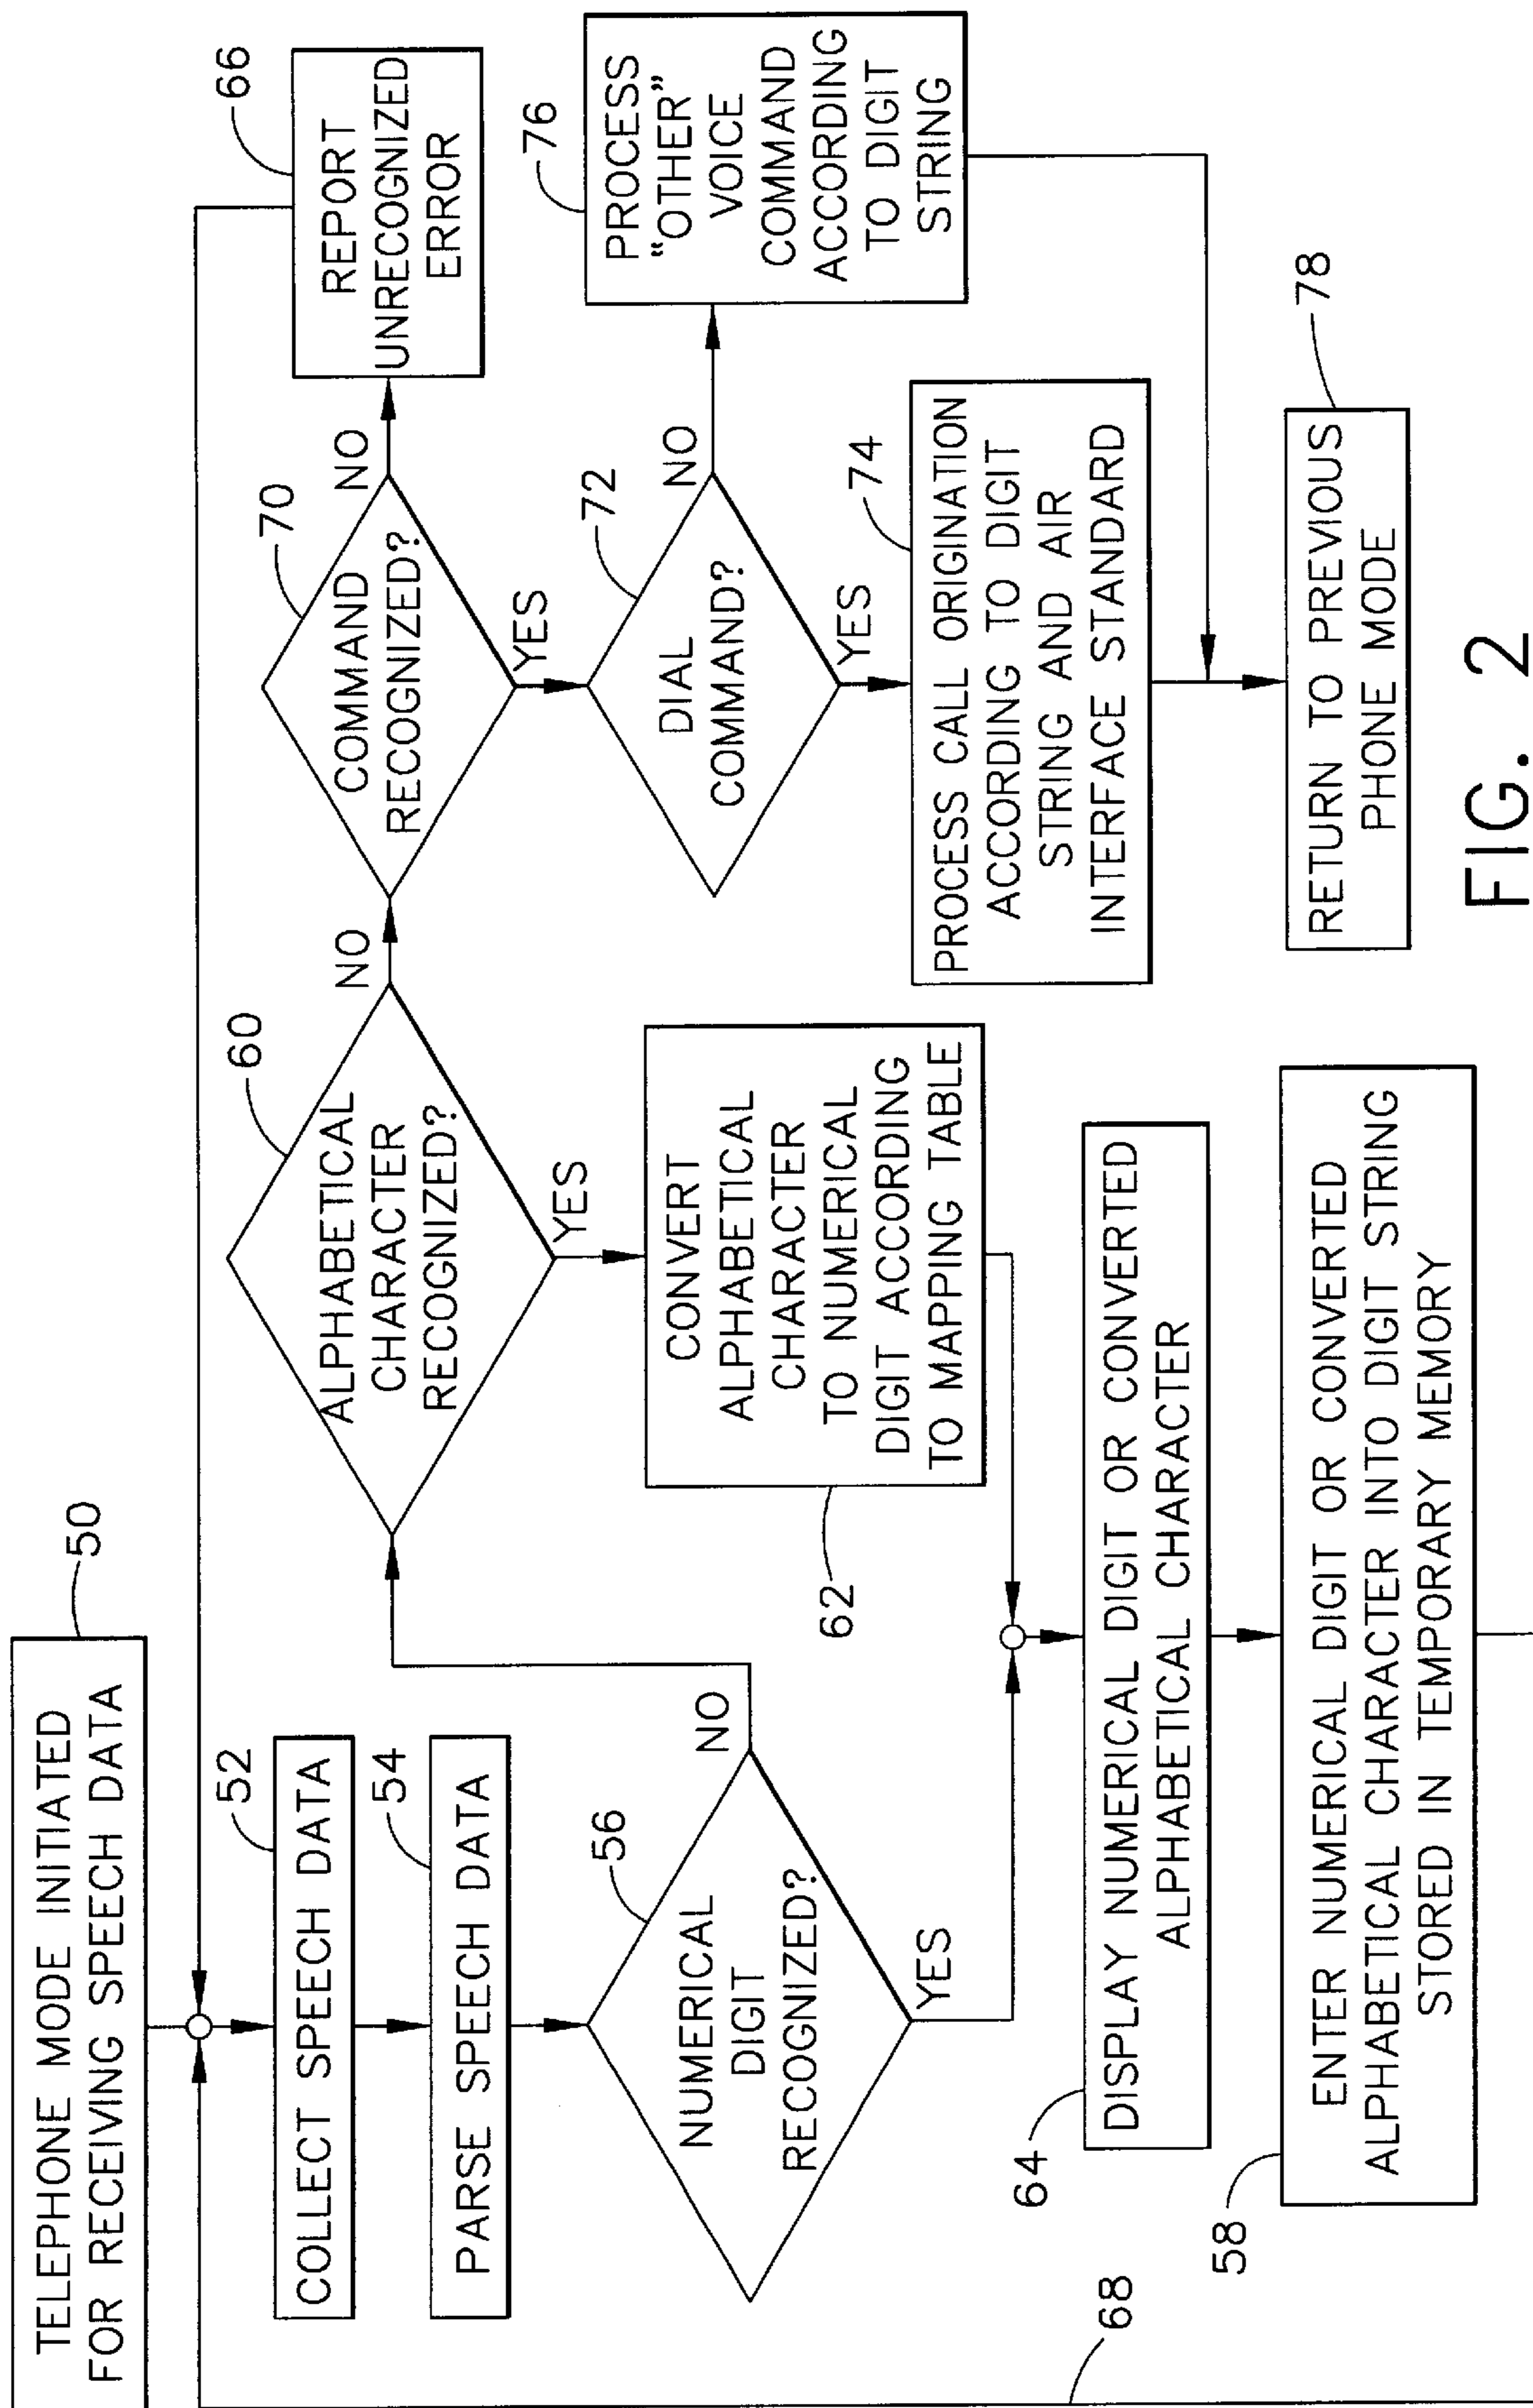 TELEPHONE MODE INITIATED
FOR RECEIVING SPEECH DATA
50
COLLECT SPEECH DATA
52
PARSE SPEECH DATA
54
NUMERICAL
DIGIT
RECOGNIZED?
56
NO
YES
ALPHABETICAL
CHARACTER
RECOGNIZED?
60
NO
YES
CONVERT
ALPHABETICAL
CHARACTER
TO NUMERICAL
DIGIT ACCORDING
TO MAPPING TABLE
62
DISPLAY NUMERICAL DIGIT OR CONVERTED
ALPHABETICAL CHARACTER
64
ENTER NUMERICAL DIGIT OR CONVERTED
ALPHABETICAL CHARACTER INTO DIGIT STRING
STORED IN TEMPORARY MEMORY
58
68
COMMAND
RECOGNIZED?
70
NO
YES
REPORT
UNRECOGNIZED
ERROR
66
DIAL
COMMAND?
72
NO
YES
PROCESS
"OTHER"
VOICE
COMMAND
ACCORDING
TO DIGIT
STRING
76
PROCESS CALL ORIGINATION
ACCORDING TO DIGIT
STRING AND AIR
INTERFACE STANDARD
74
RETURN TO PREVIOUS
PHONE MODE
78
FIG. 2